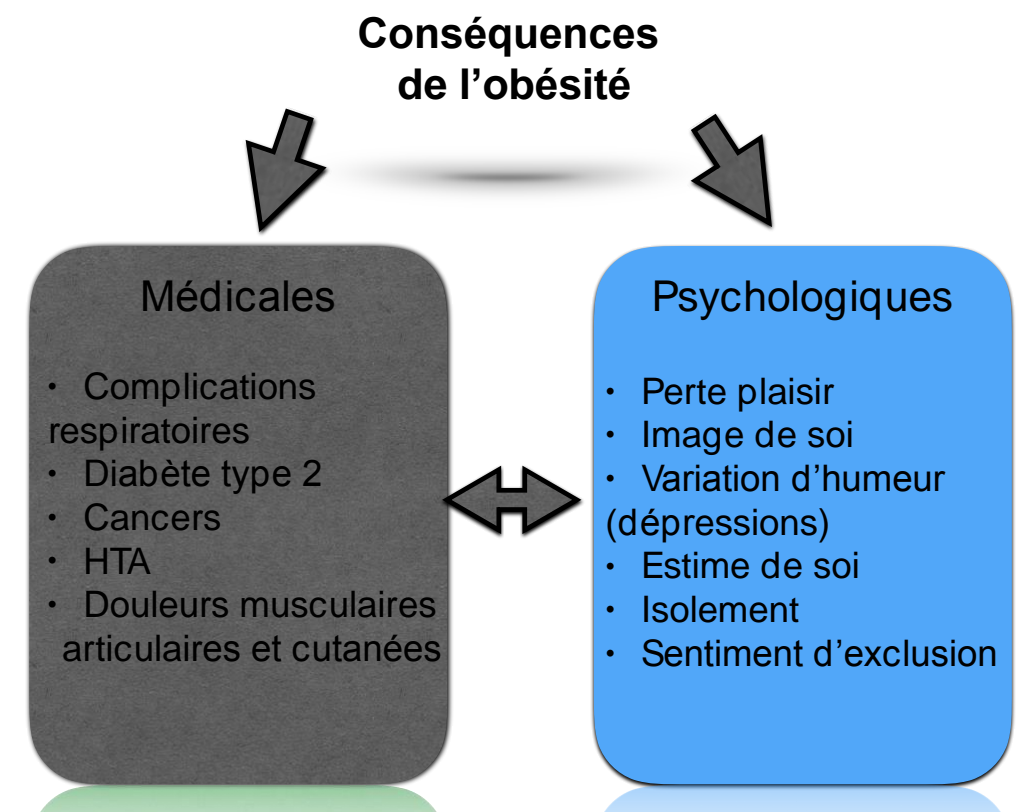 Conséquences
de l’obésité
Médicales
• Complications
respiratoires
• Diabète type 2
• Cancers
• HTA
• Douleurs musculaires
articulaires et cutanées
Psychologiques
• Perte plaisir
• Image de soi
• Variation d’humeur
(dépressions)
• Estime de soi
• Isolement
• Sentiment d’exclusion